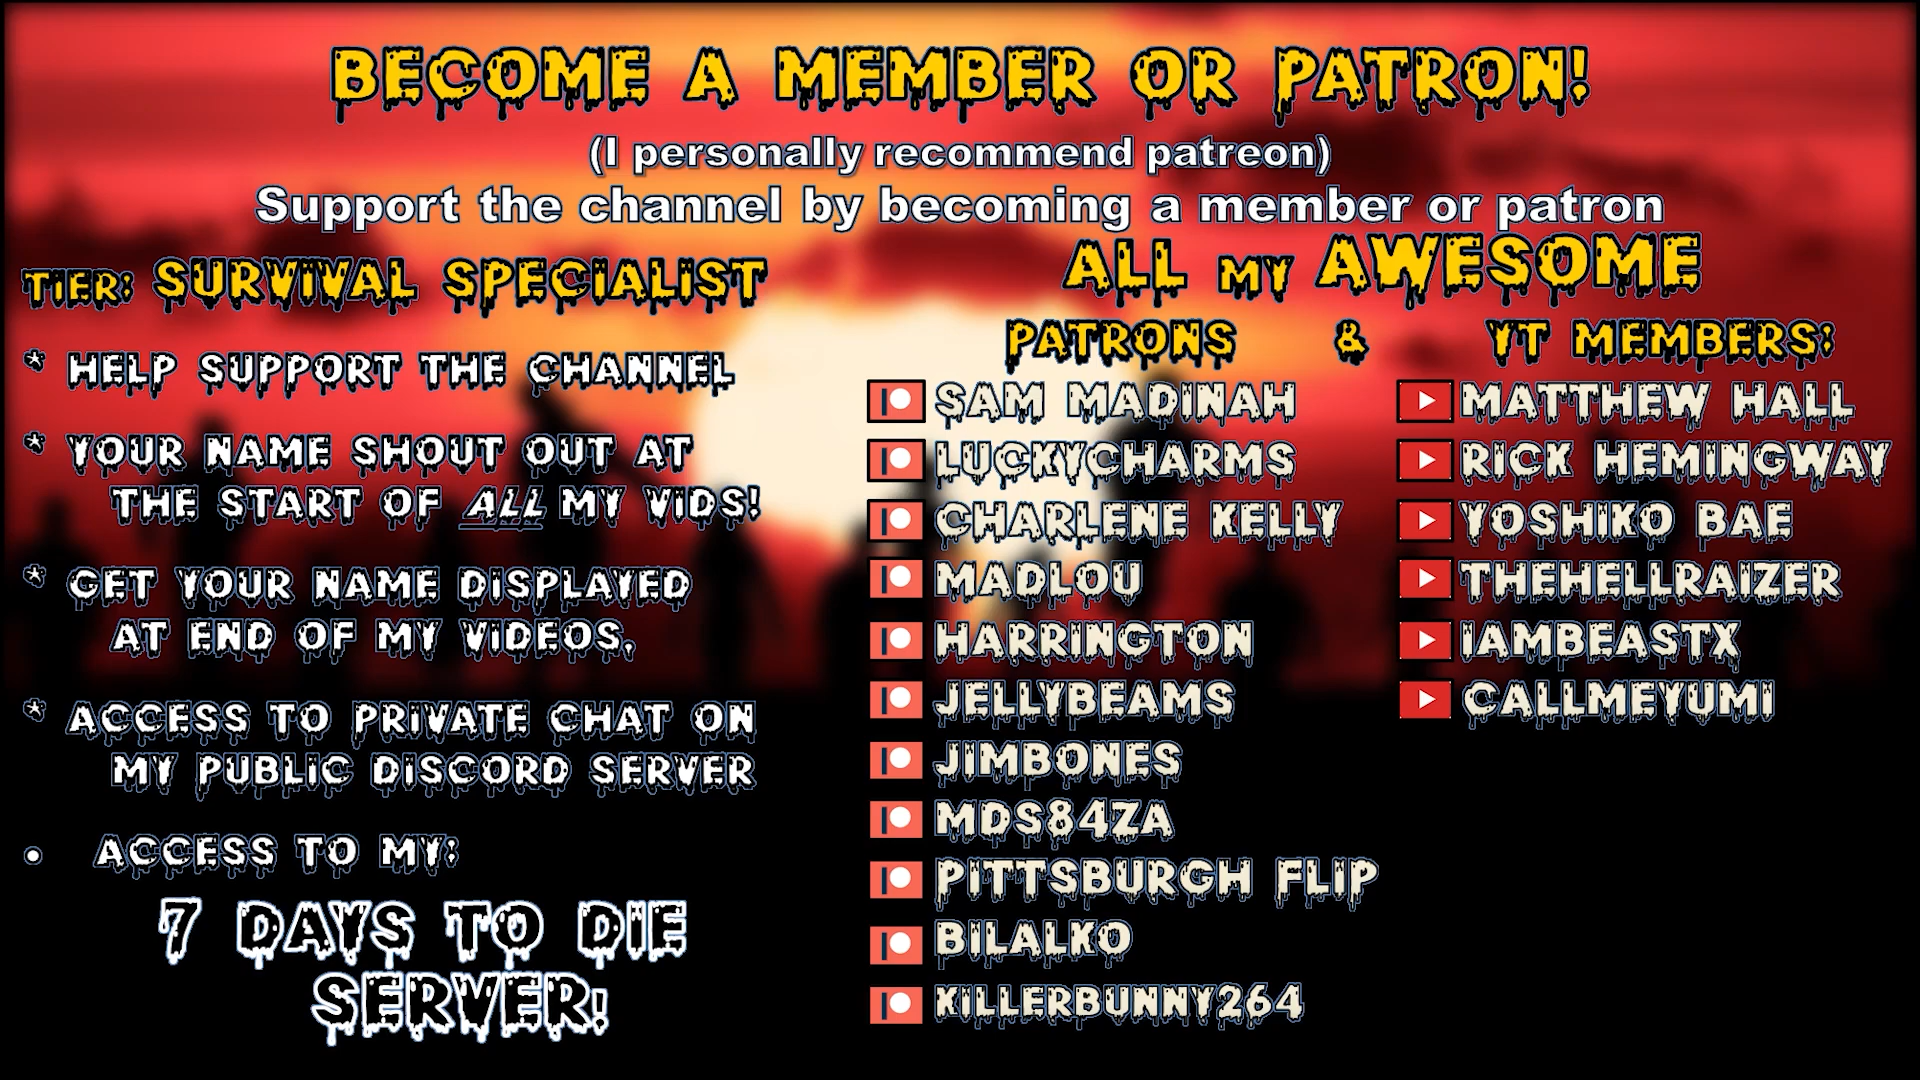 BECOME A MEMBER OR PATRON!
(I personally recommend patreon)
Support the channel by becoming a member or patron
TIER: SURVIVAL SPECIALIST
* HELP SUPPORT THE CHANNEL
* YOUR NAME SHOUT OUT AT
THE START OF ALL MY VIDS!
* GET YOUR NAME DISPLAYED
AT END OF MY VIDEOS.
* ACCESS TO PRIVATE CHAT ON
MY PUBLIC DISCORD SERVER
• ACCESS TO MY:
7 DAYS TO DIE
SERVER!
ALL MY AWESOME
PATRONS & YT MEMBERS:
SAM MADINAH
LUCKYCHARMS
CHARLENE KELLY
MADLOU
HARRINGTON
JELLYBEAMS
JIMBONES
MDS84ZA
PITTSBURGH FLIP
BILALKO
KILLERBUNNY264
MATTHEW HALL
RICK HEMINGWAY
YOSHIKO BAE
THEHELLRAIZER
IAMBEASTX
CALLMEYUMI